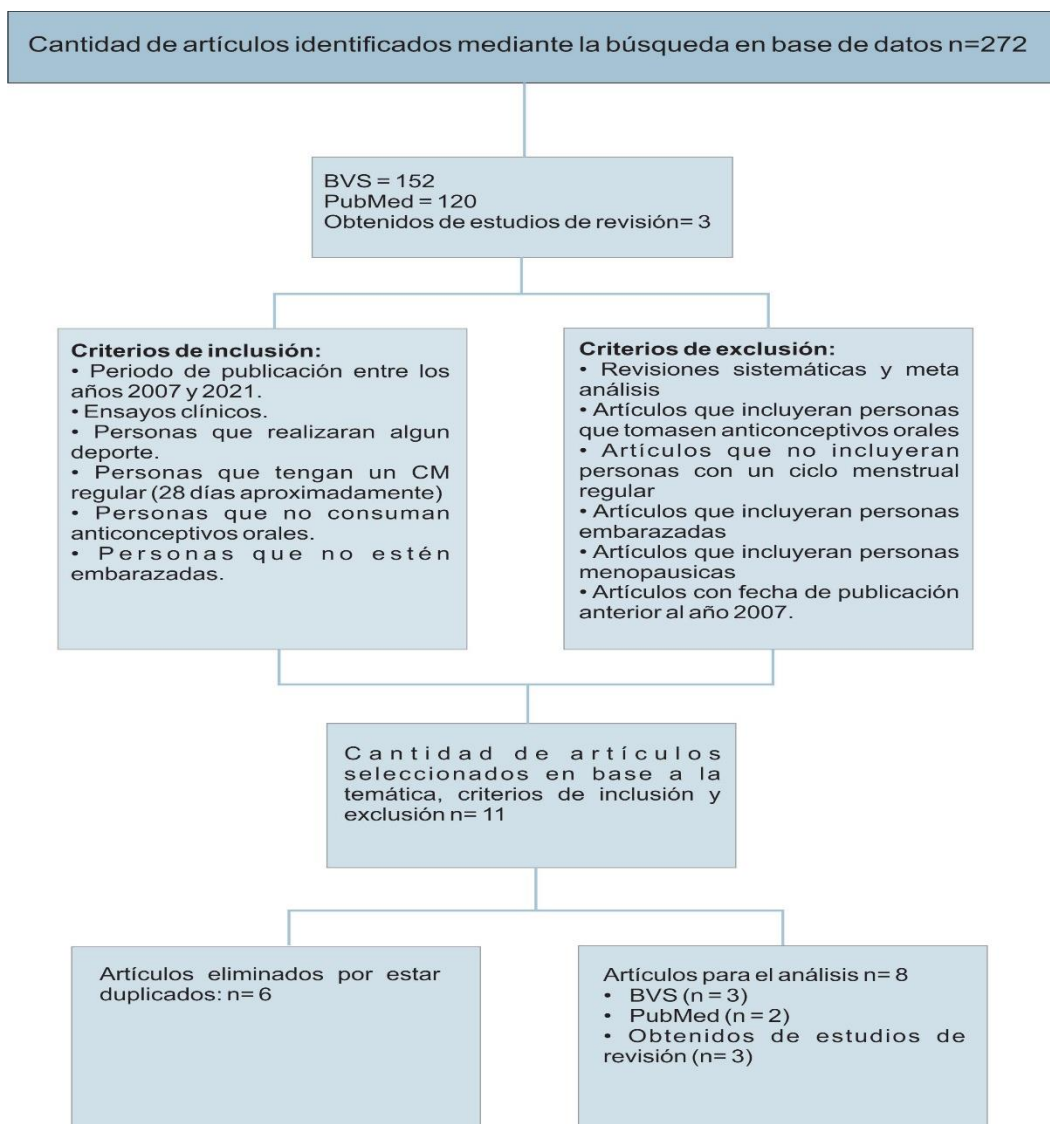 Cantidad de artículos identificados mediante la búsqueda en base de datos n=272
BVS = 152
PubMed = 120
Obtenidos de estudios de revisión= 3
Criterios de inclusión:
• Periodo de publicación entre los
años 2007 y 2021.
• Ensayos clínicos.
• Personas que realizaran algun
deporte.
• Personas que tengan un CM
regular (28 días aproximadamente)
• Personas que no consuman
anticonceptivos orales.
• Personas que no estén
embarazadas.
Criterios de exclusión:
• Revisiones sistemáticas y meta
análisis
• Artículos que incluyeran personas
que tomasen anticonceptivos orales
• Artículos que no incluyeran
personas con un ciclo menstrual
regular
• Artículos que incluyeran personas
embarazadas
• Artículos que incluyeran personas
menopausicas
• Artículos con fecha de publicación
anterior al año 2007.
Cantidad de artículos
seleccionados en base a la
temática, criterios de inclusión y
exclusión n= 11
Artículos eliminados por estar
duplicados: n= 6
Artículos para el análisis n= 8
• BVS (n = 3)
• PubMed (n = 2)
• Obtenidos de estudios de
revisión (n= 3)